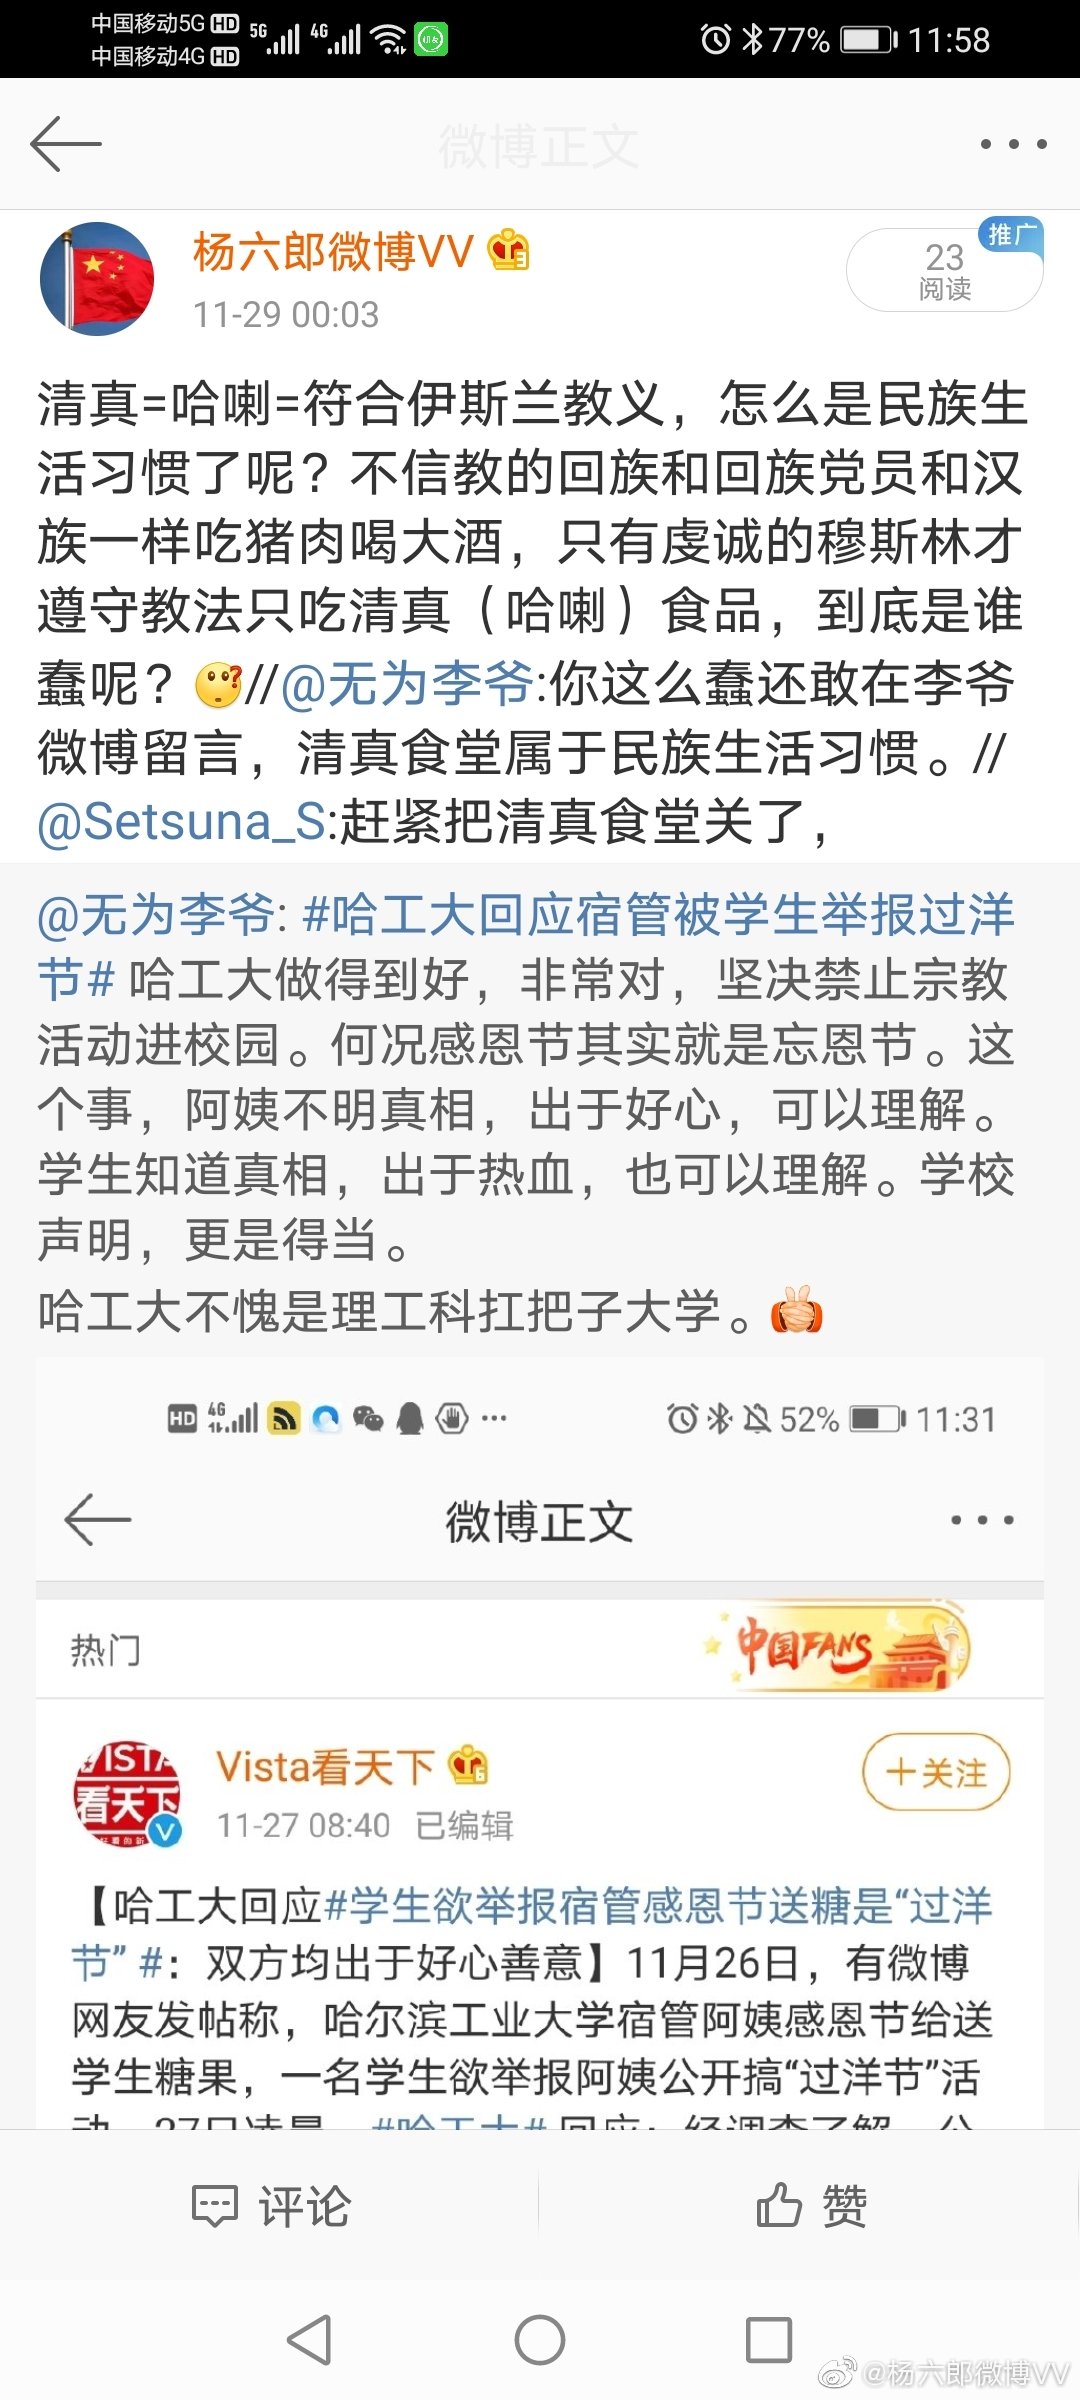 中国移动5G HD 5G 4G 77% 11:58
中国移动4G HD
微博正文
杨六郎微博VV
推广
23
阅读
11-29 00:03
清真=哈喇=符合伊斯兰教义，怎么是民族生
活习惯了呢？不信教的回族和回族党员和汉
族一样吃猪肉喝大酒，只有虔诚的穆斯林才
遵守教法只吃清真（哈喇）食品，到底是谁
蠢呢？//@无为李爷:你这么蠢还敢在李爷
微博留言，清真食堂属于民族生活习惯。//
@Setsuna_S:赶紧把清真食堂关了，
@无为李爷: #哈工大回应宿管被学生举报过洋
节# 哈工大做得到好，非常对，坚决禁止宗教
活动进校园。何况感恩节其实就是忘恩节。这
个事，阿姨不明真相，出于好心，可以理解。
学生知道真相，出于热血，也可以理解。学校
声明，更是得当。
哈工大不愧是理工科扛把子大学。
HD 4G 52% 11:31
微博正文
热门
中国FANS
VISTA
看天下
Vista看天下
6
11-27 08:40 已编辑
＋关注
【哈工大回应#学生欲举报宿管感恩节送糖是“过洋
节” #：双方均出于好心善意】11月26日，有微博
网友发帖称，哈尔滨工业大学宿管阿姨感恩节给送
学生糖果，一名学生欲举报阿姨公开搞“过洋节”活
动。27日凌晨，#哈工大# 回应：经调查了解，公
评论
赞
@杨六郎微博VV